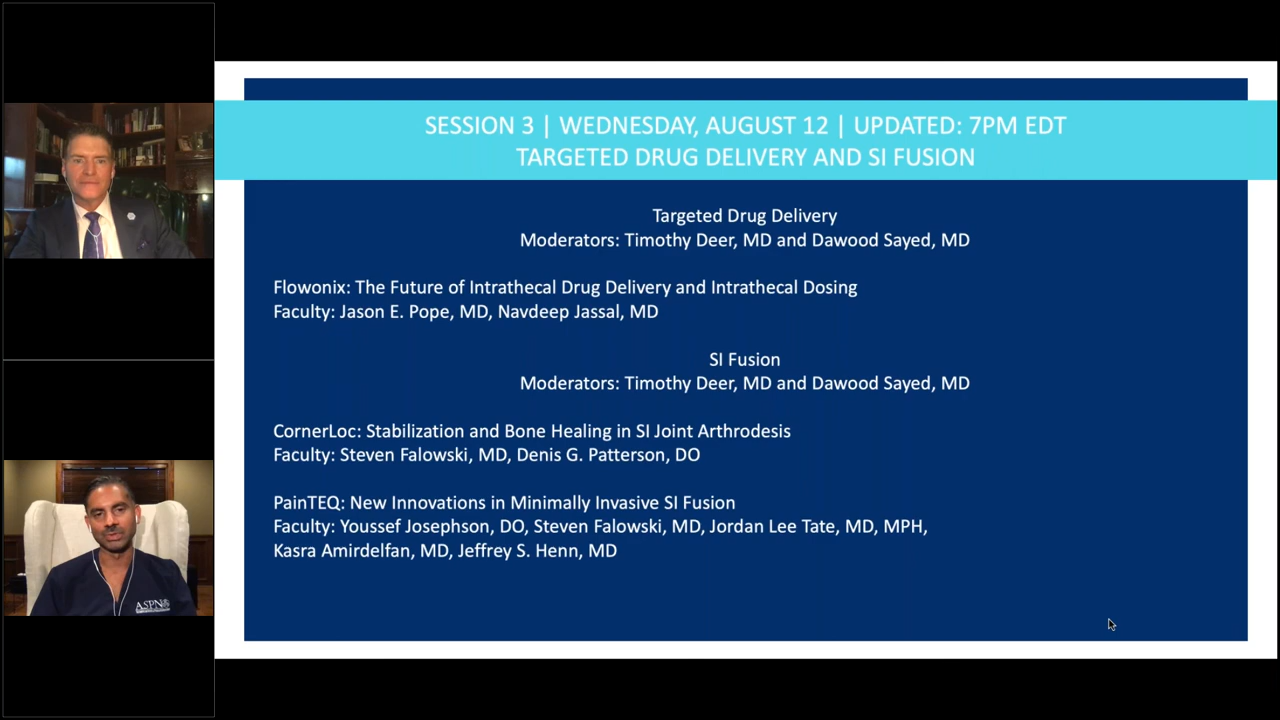 SESSION 3 | WEDNESDAY, AUGUST 12 | UPDATED: 7PM EDT
TARGETED DRUG DELIVERY AND SI FUSION
Targeted Drug Delivery
Moderators: Timothy Deer, MD and Dawood Sayed, MD
Flowonix: The Future of Intrathecal Drug Delivery and Intrathecal Dosing
Faculty: Jason E. Pope, MD, Navdeep Jassal, MD
SI Fusion
Moderators: Timothy Deer, MD and Dawood Sayed, MD
CornerLoc: Stabilization and Bone Healing in SI Joint Arthrodesis
Faculty: Steven Falowski, MD, Denis G. Patterson, DO
PainTEQ: New Innovations in Minimally Invasive SI Fusion
Faculty: Youssef Josephson, DO, Steven Falowski, MD, Jordan Lee Tate, MD, MPH,
Kasra Amirdelfan, MD, Jeffrey S. Henn, MD
ASPN